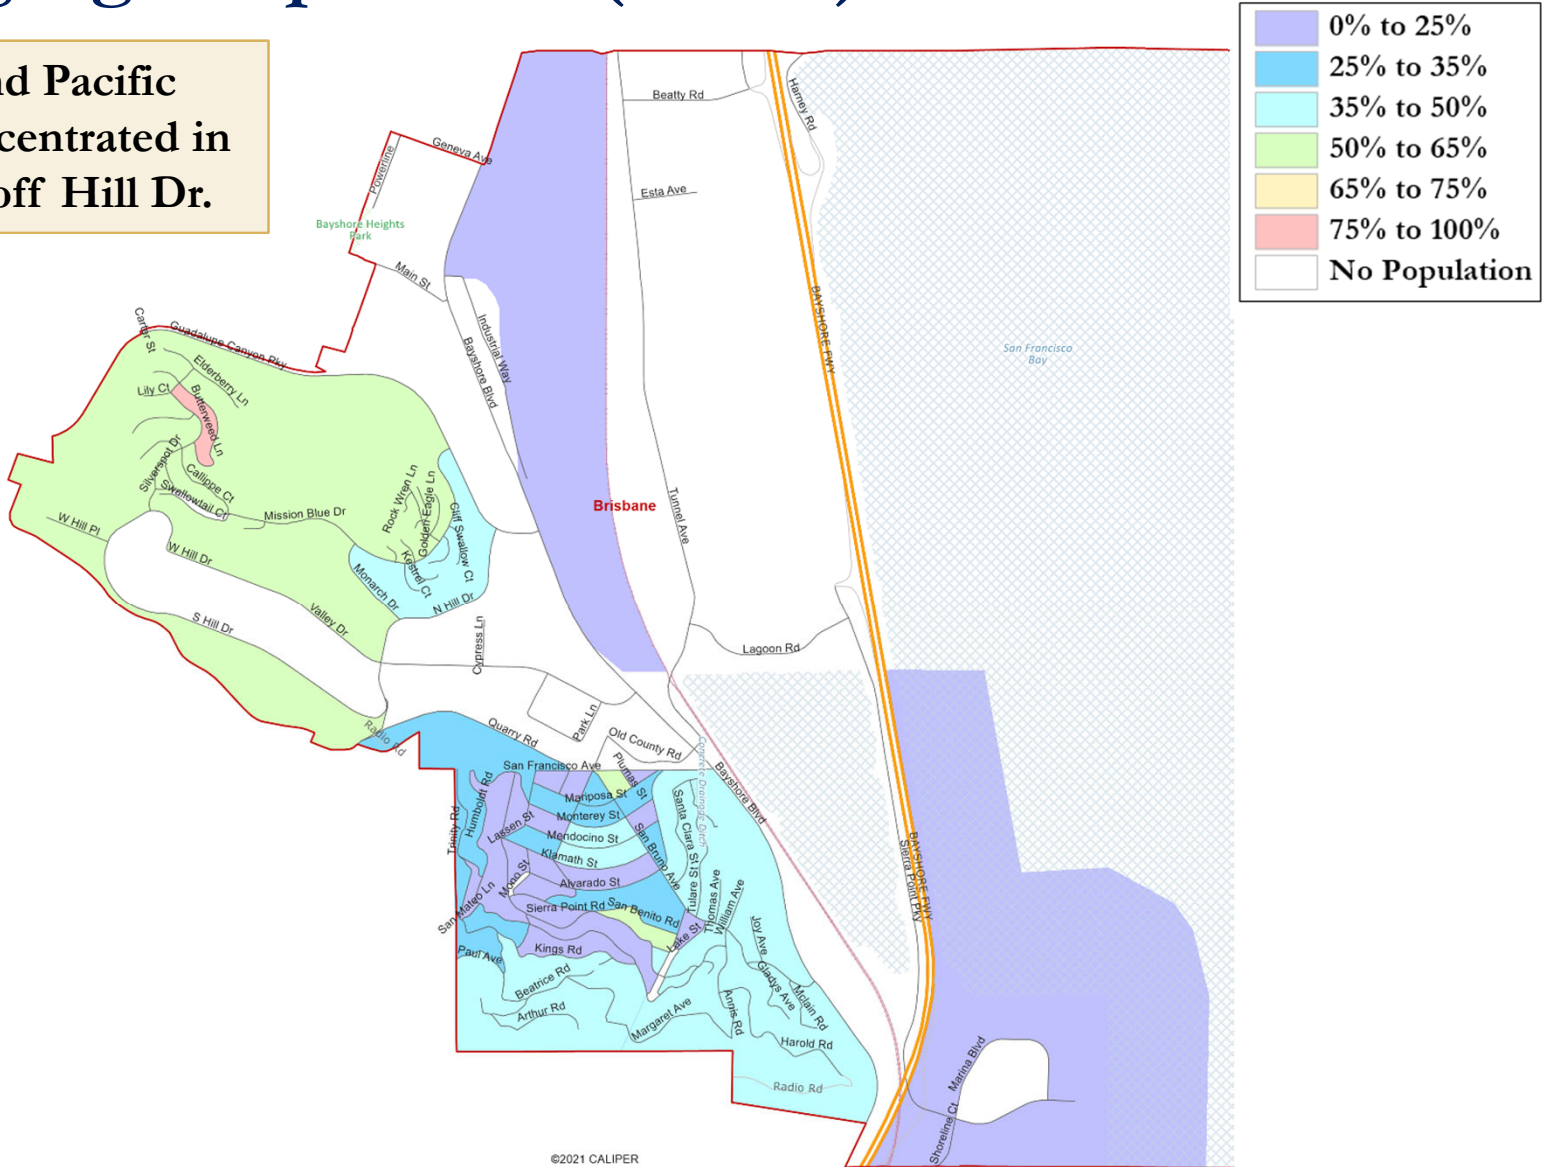 nd Pacific
centrated in
off Hill Dr.
0% to 25%
25% to 35%
35% to 50%
50% to 65%
65% to 75%
75% to 100%
No Population
Beatty Rd
Harney Rd
Geneva Ave
Powerline
Esta Ave
Bayshore Heights
Park
Main St
Industrial Way
Bayshore Blvd
BAYSHORE FWY
San Francisco
Bay
Carter St
Guadalupe Canyon Pky
Elderberry Ln
Lily Ct
Butterweed Ln
Silverspot Dr
Callippe Ct
Swallowtail Ct
Mission Blue Dr
Rock Wren Ln
Golden Eagle Ln
Cliff Swallow Ct
Kestrel Ct
Brisbane
Tunnel Ave
W Hill Pl
W Hill Dr
Monarch Dr
N Hill Dr
S Hill Dr
Valley Dr
Cypress Ln
Lagoon Rd
Radio Rd
Quarry Rd
Park Ln
Old County Rd
San Francisco Ave
Plumas St
Concrete Drainage Ditch
Bayshore Blvd
Trinity Rd
Humboldt Rd
Mariposa St
Lassen St
Monterey St
Mendocino St
Santa Clara St
San Bruno Ave
Klamath St
Mono St
Alvarado St
Tulare St
Thomas Ave
William Ave
San Mateo Ln
Sierra Point Rd
San Benito Rd
Lake St
Joy Ave
BAYSHORE FWY
Sierra Point Pky
Paul Ave
Kings Rd
Beatrice Rd
Gladys Ave
Mclain Rd
Arthur Rd
Margaret Ave
Annis Rd
Harold Rd
Radio Rd
Marina Blvd
Shoreline Ct
©2021 CALIPER